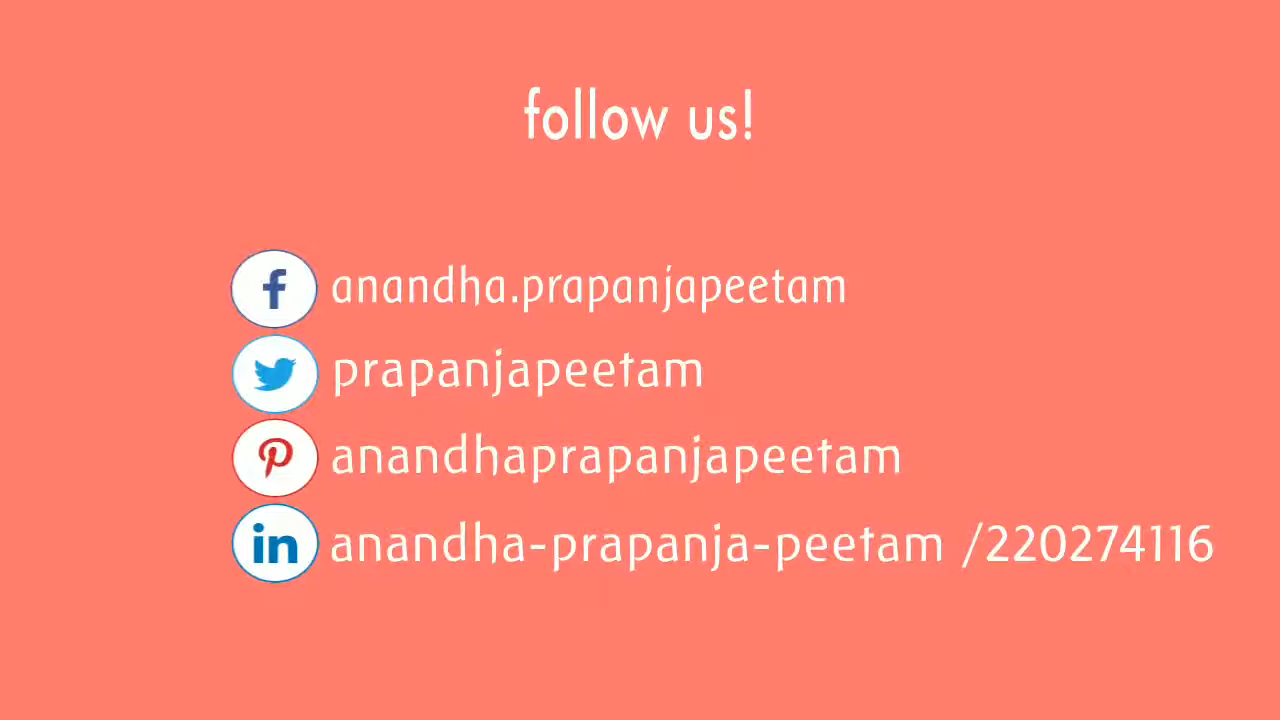 follow us!
anandha.prapanjapeetam
prapanjapeetam
anandhaprapanjapeetam
anandha-prapanja-peetam /220274116